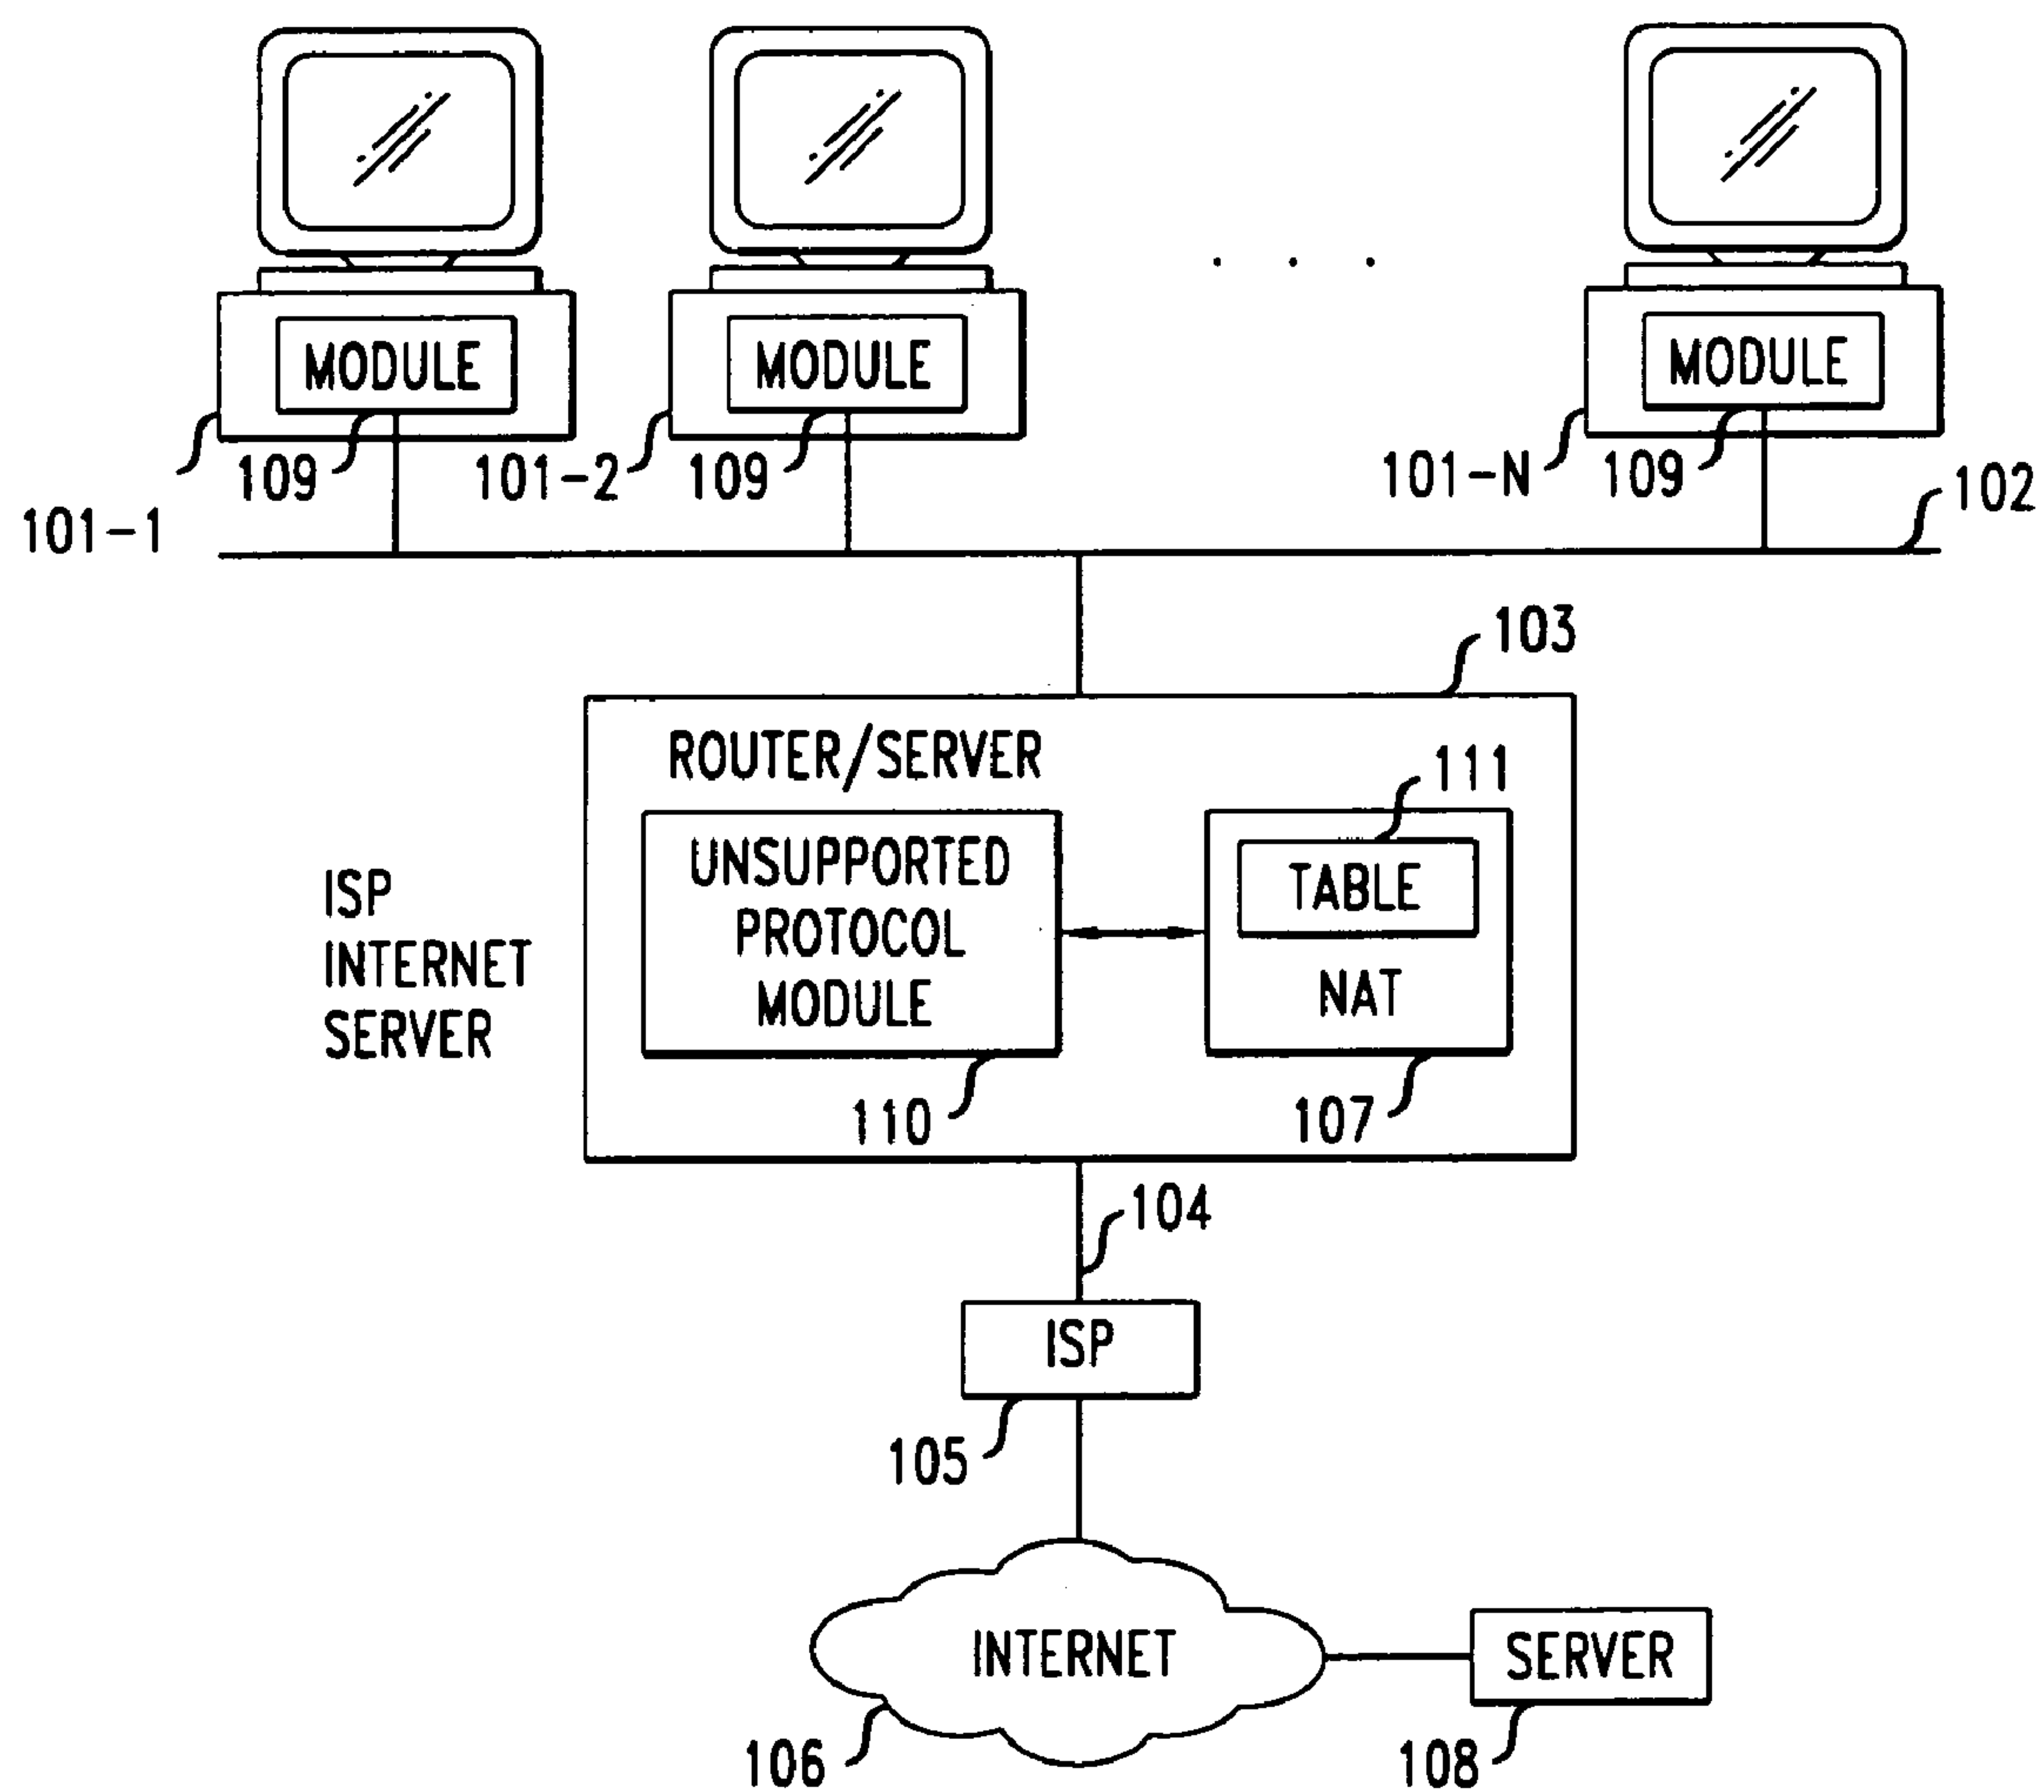 MODULE
MODULE
MODULE
109
101-2
109
101-N
109
102
101-1
103
ROUTER/SERVER
111
UNSUPPORTED
PROTOCOL
MODULE
TABLE
NAT
ISP
INTERNET
SERVER
110
107
104
ISP
105
INTERNET
SERVER
106
108